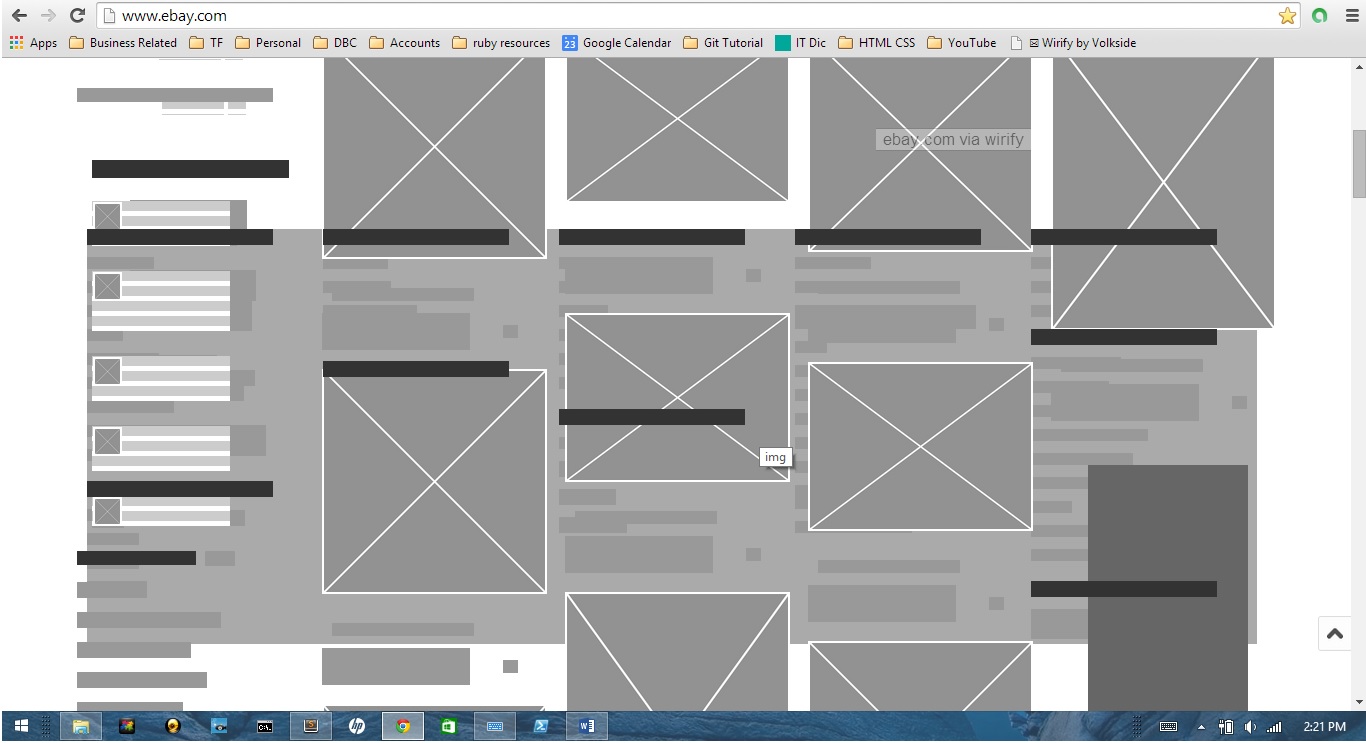 www.ebay.com
Apps Business Related TF Personal DBC Accounts ruby resources 23 Google Calendar Git Tutorial IT Dic HTML CSS YouTube Wirify by Volkside
ebay.com via wirify
img
C:\ hp W 2:21 PM